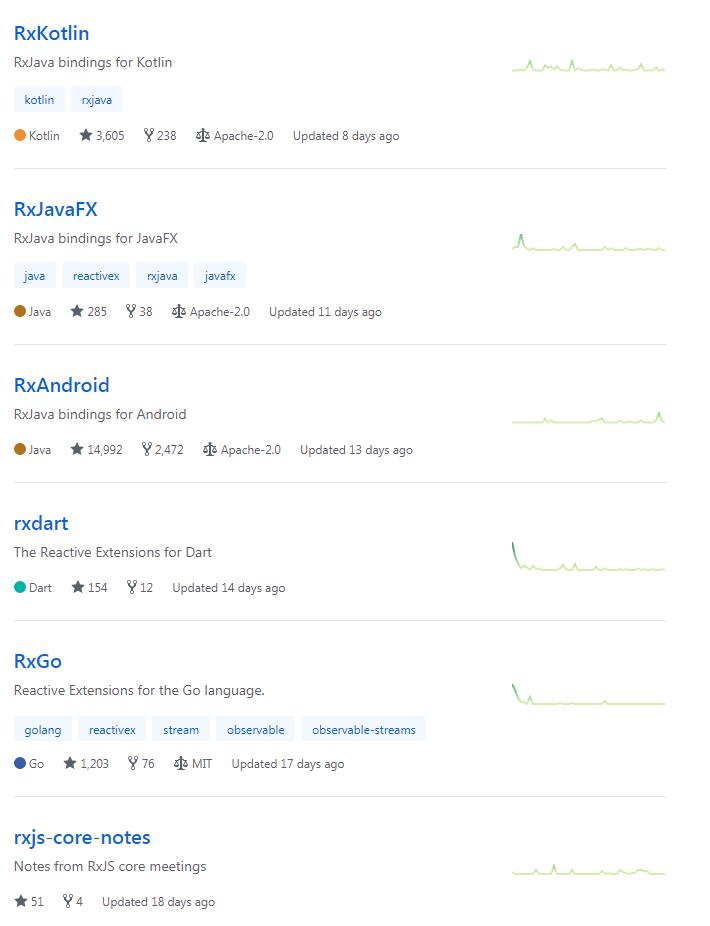 RxKotlin
RxJava bindings for Kotlin
kotlin rxjava
Kotlin 3,605 238 Apache-2.0 Updated 8 days ago
RxJavaFX
RxJava bindings for JavaFX
java reactivex rxjava javafx
Java 285 38 Apache-2.0 Updated 11 days ago
RxAndroid
RxJava bindings for Android
Java 14,992 2,472 Apache-2.0 Updated 13 days ago
rxdart
The Reactive Extensions for Dart
Dart 154 12 Updated 14 days ago
RxGo
Reactive Extensions for the Go language.
golang reactivex stream observable observable-streams
Go 1,203 76 MIT Updated 17 days ago
rxjs-core-notes
Notes from RxJS core meetings
51 4 Updated 18 days ago